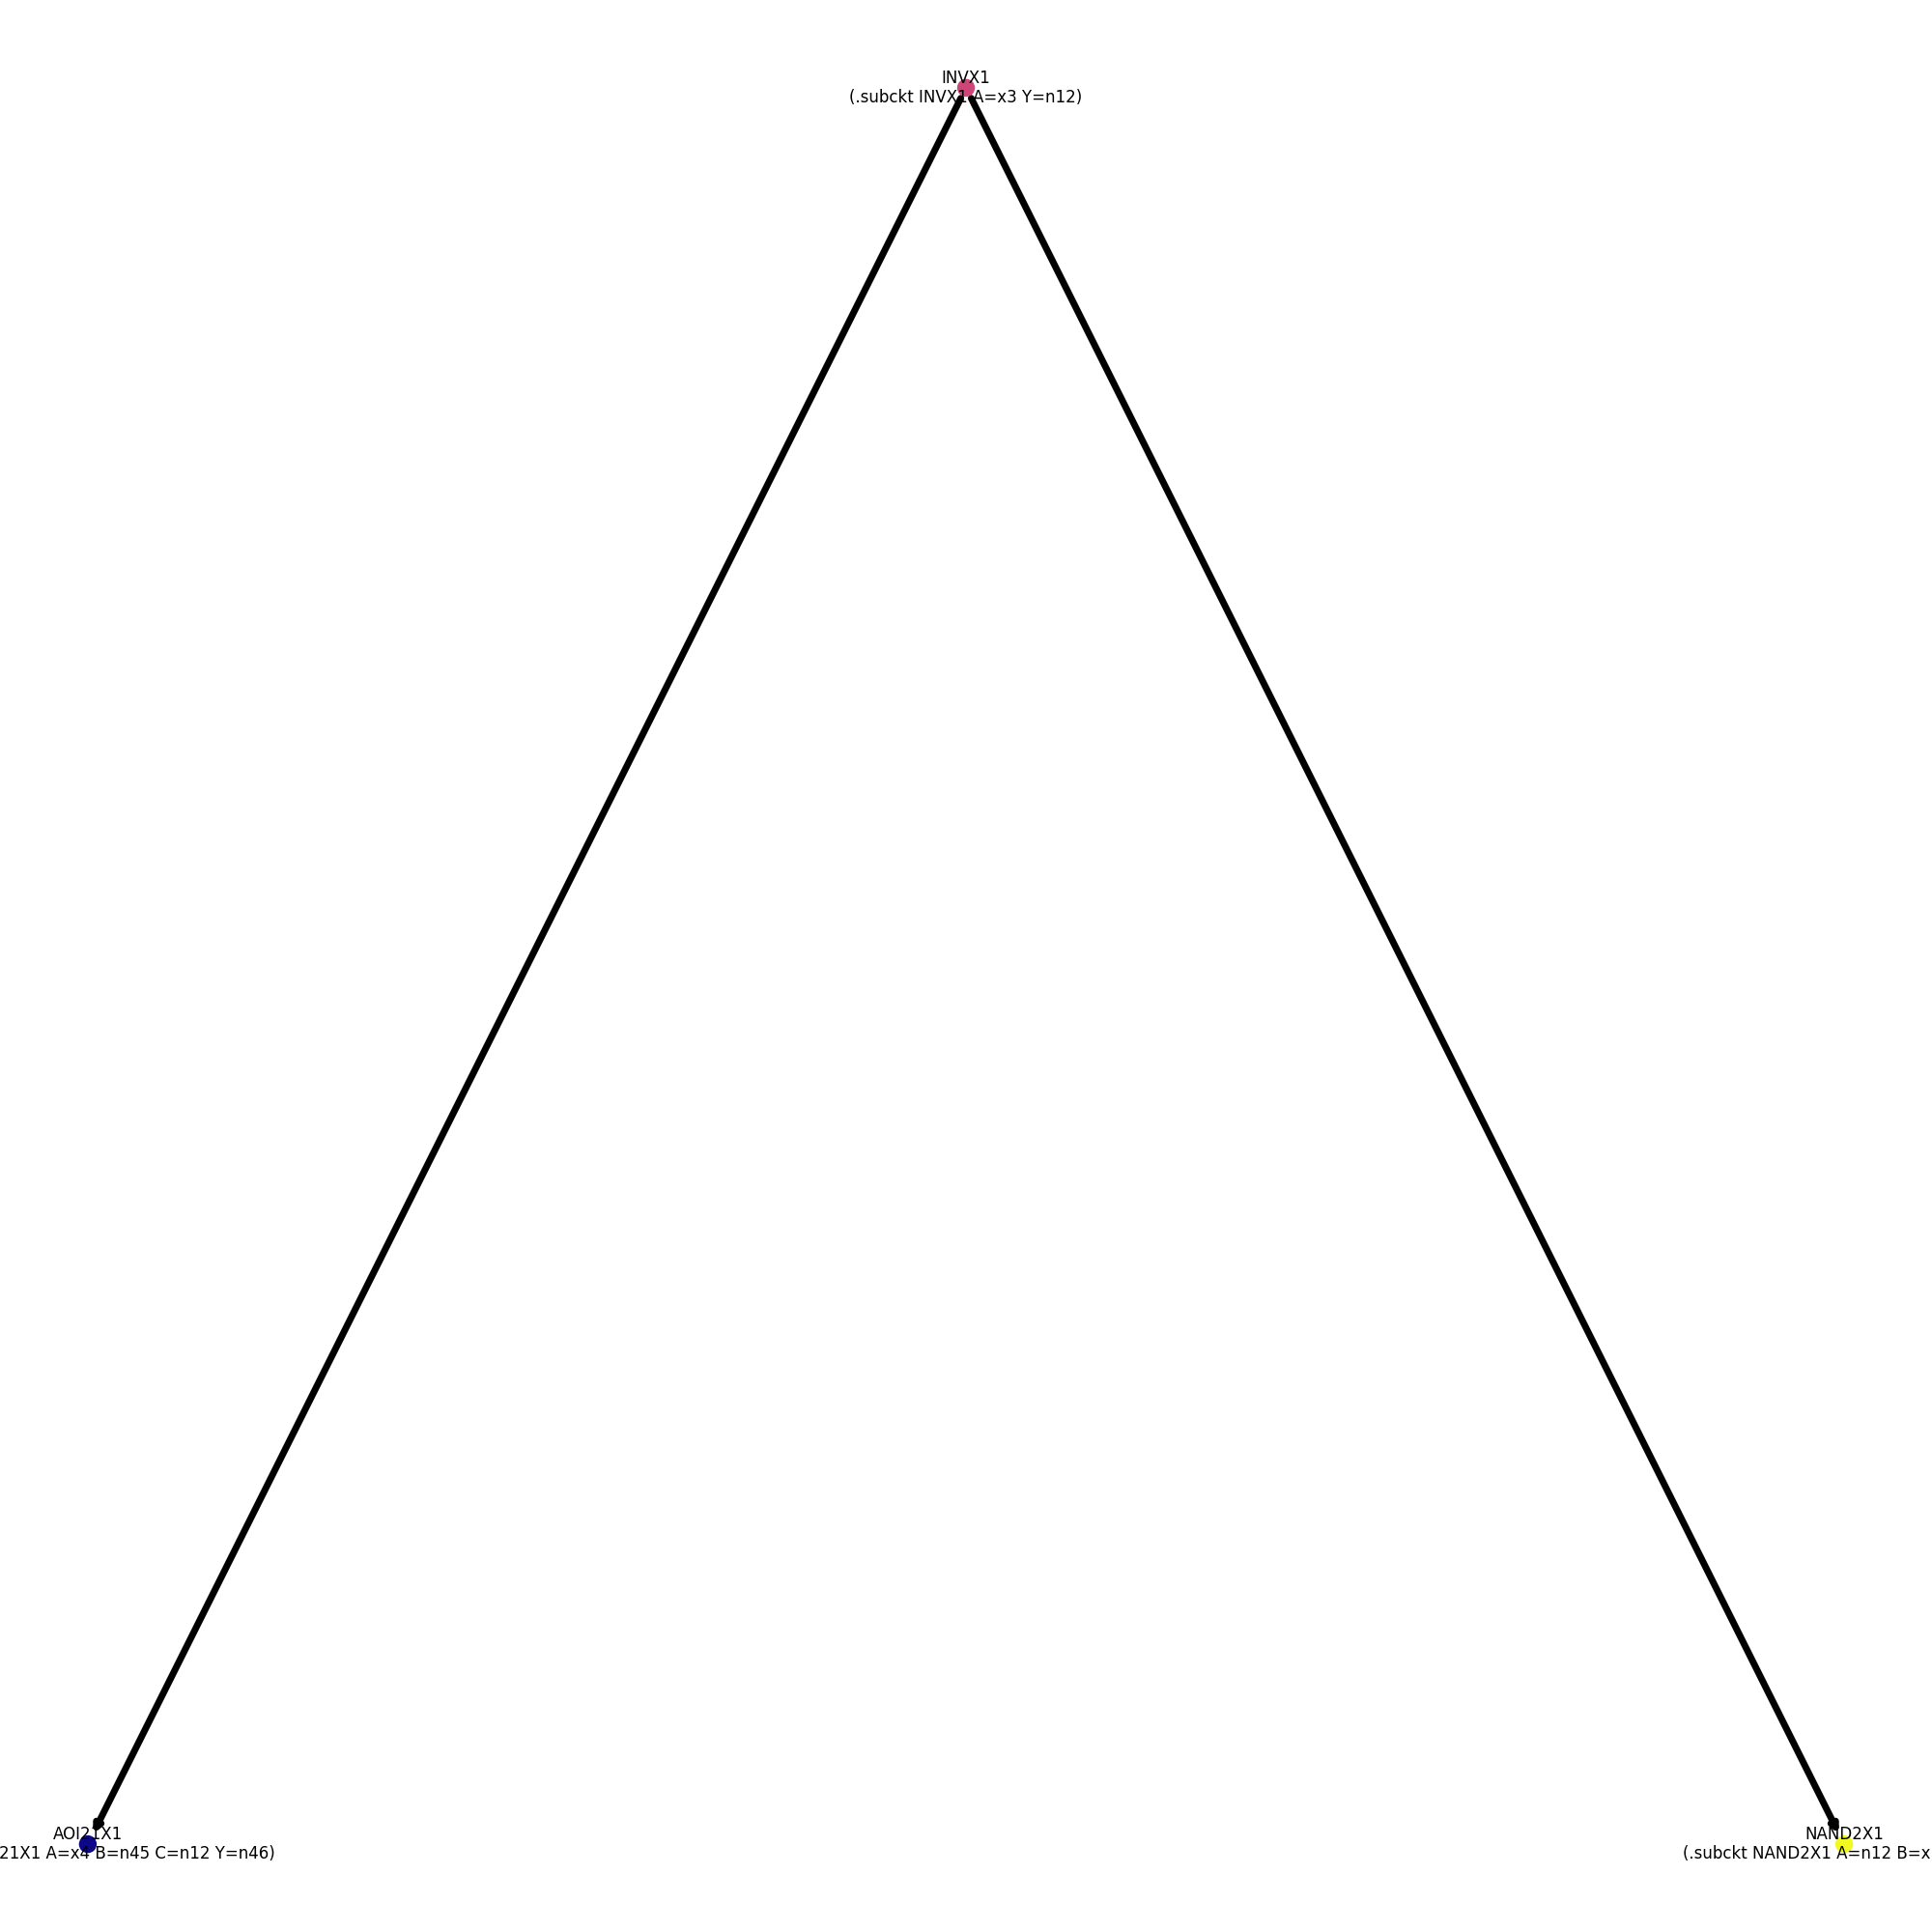 INVX1
(.subckt INVX1 A=x3 Y=n12)
AOI21X1
21X1 A=x4 B=n45 C=n12 Y=n46)
NAND2X1
(.subckt NAND2X1 A=n12 B=x